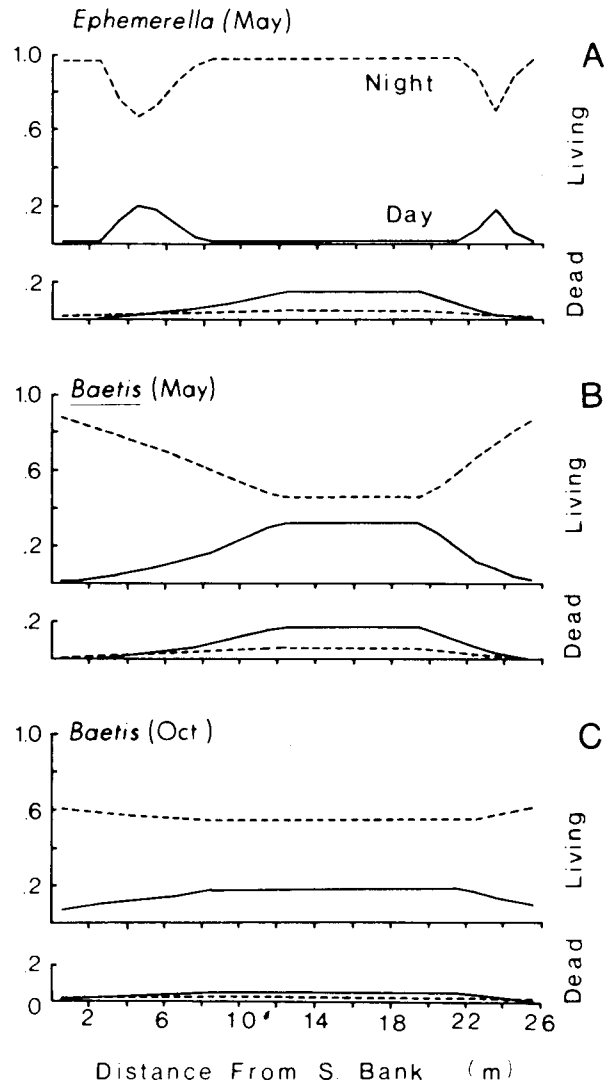 Ephemerella (May)
A
1.0
.6
.2
Night
Day
Living
.2
Dead
Baetis (May)
B
1.0
.6
.2
Living
.2
Dead
Baetis (Oct)
C
1.0
.6
.2
Living
.2
0
Dead
2 6 10 14 18 22 26
Distance From S. Bank (m)